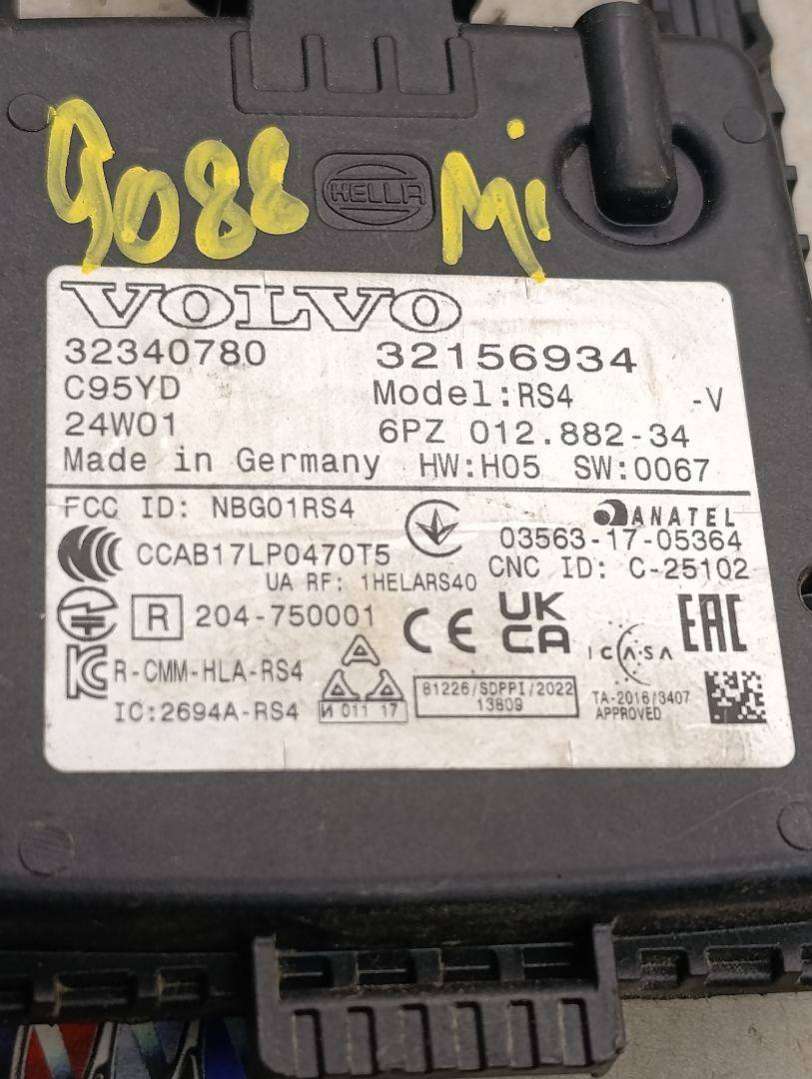 9088 Mi
HELLA
VOLVO
32340780 32156934
C95YD Model:RS4 -V
24W01 6PZ 012.882-34
Made in Germany HW:H05 SW:0067
FCC ID: NBG01RS4
ANATEL
CCAB17LP0470T5 03563-17-05364
UA RF: 1HELARS40 CNC ID: C-25102
R 204-750001 CE UK CA EAC
R-CMM-HLA-RS4 ICASA
И 011 17 81226/SDPPI/2022
13809
TA-2016/3407
APPROVED
IC:2694A-RS4